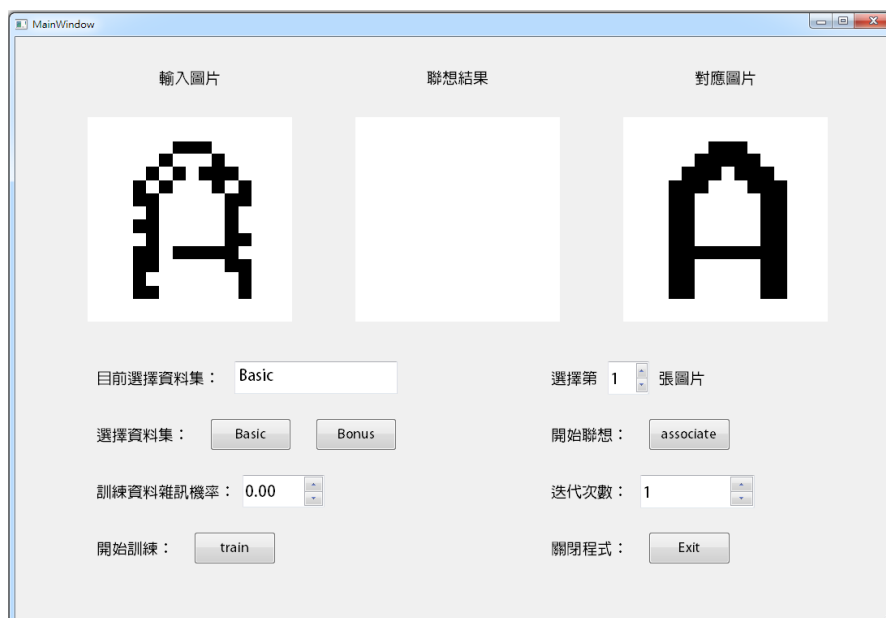 MainWindow
輸入圖片 聯想結果 對應圖片
目前選擇資料集： Basic 選擇第 1 張圖片
選擇資料集： Basic Bonus 開始聯想： associate
訓練資料雜訊機率： 0.00 迭代次數： 1
開始訓練： train 關閉程式： Exit